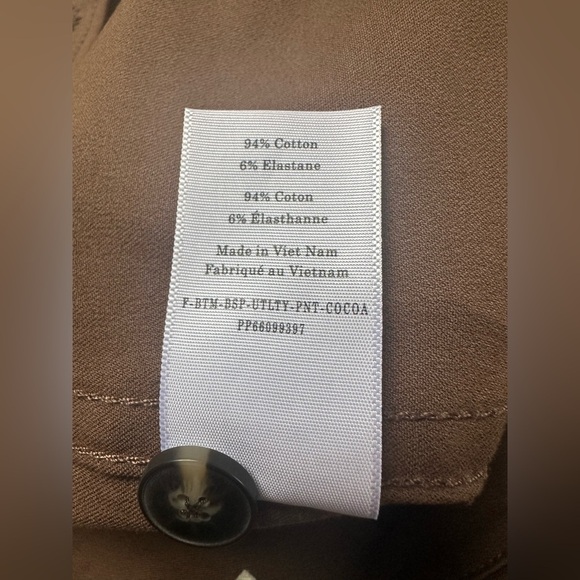 94% Cotton
6% Elastane
94% Coton
6% Élasthanne
Made in Viet Nam
Fabriqué au Vietnam
F-BTM-BSP-UTLTY-PNT-COCOA
PP66099397